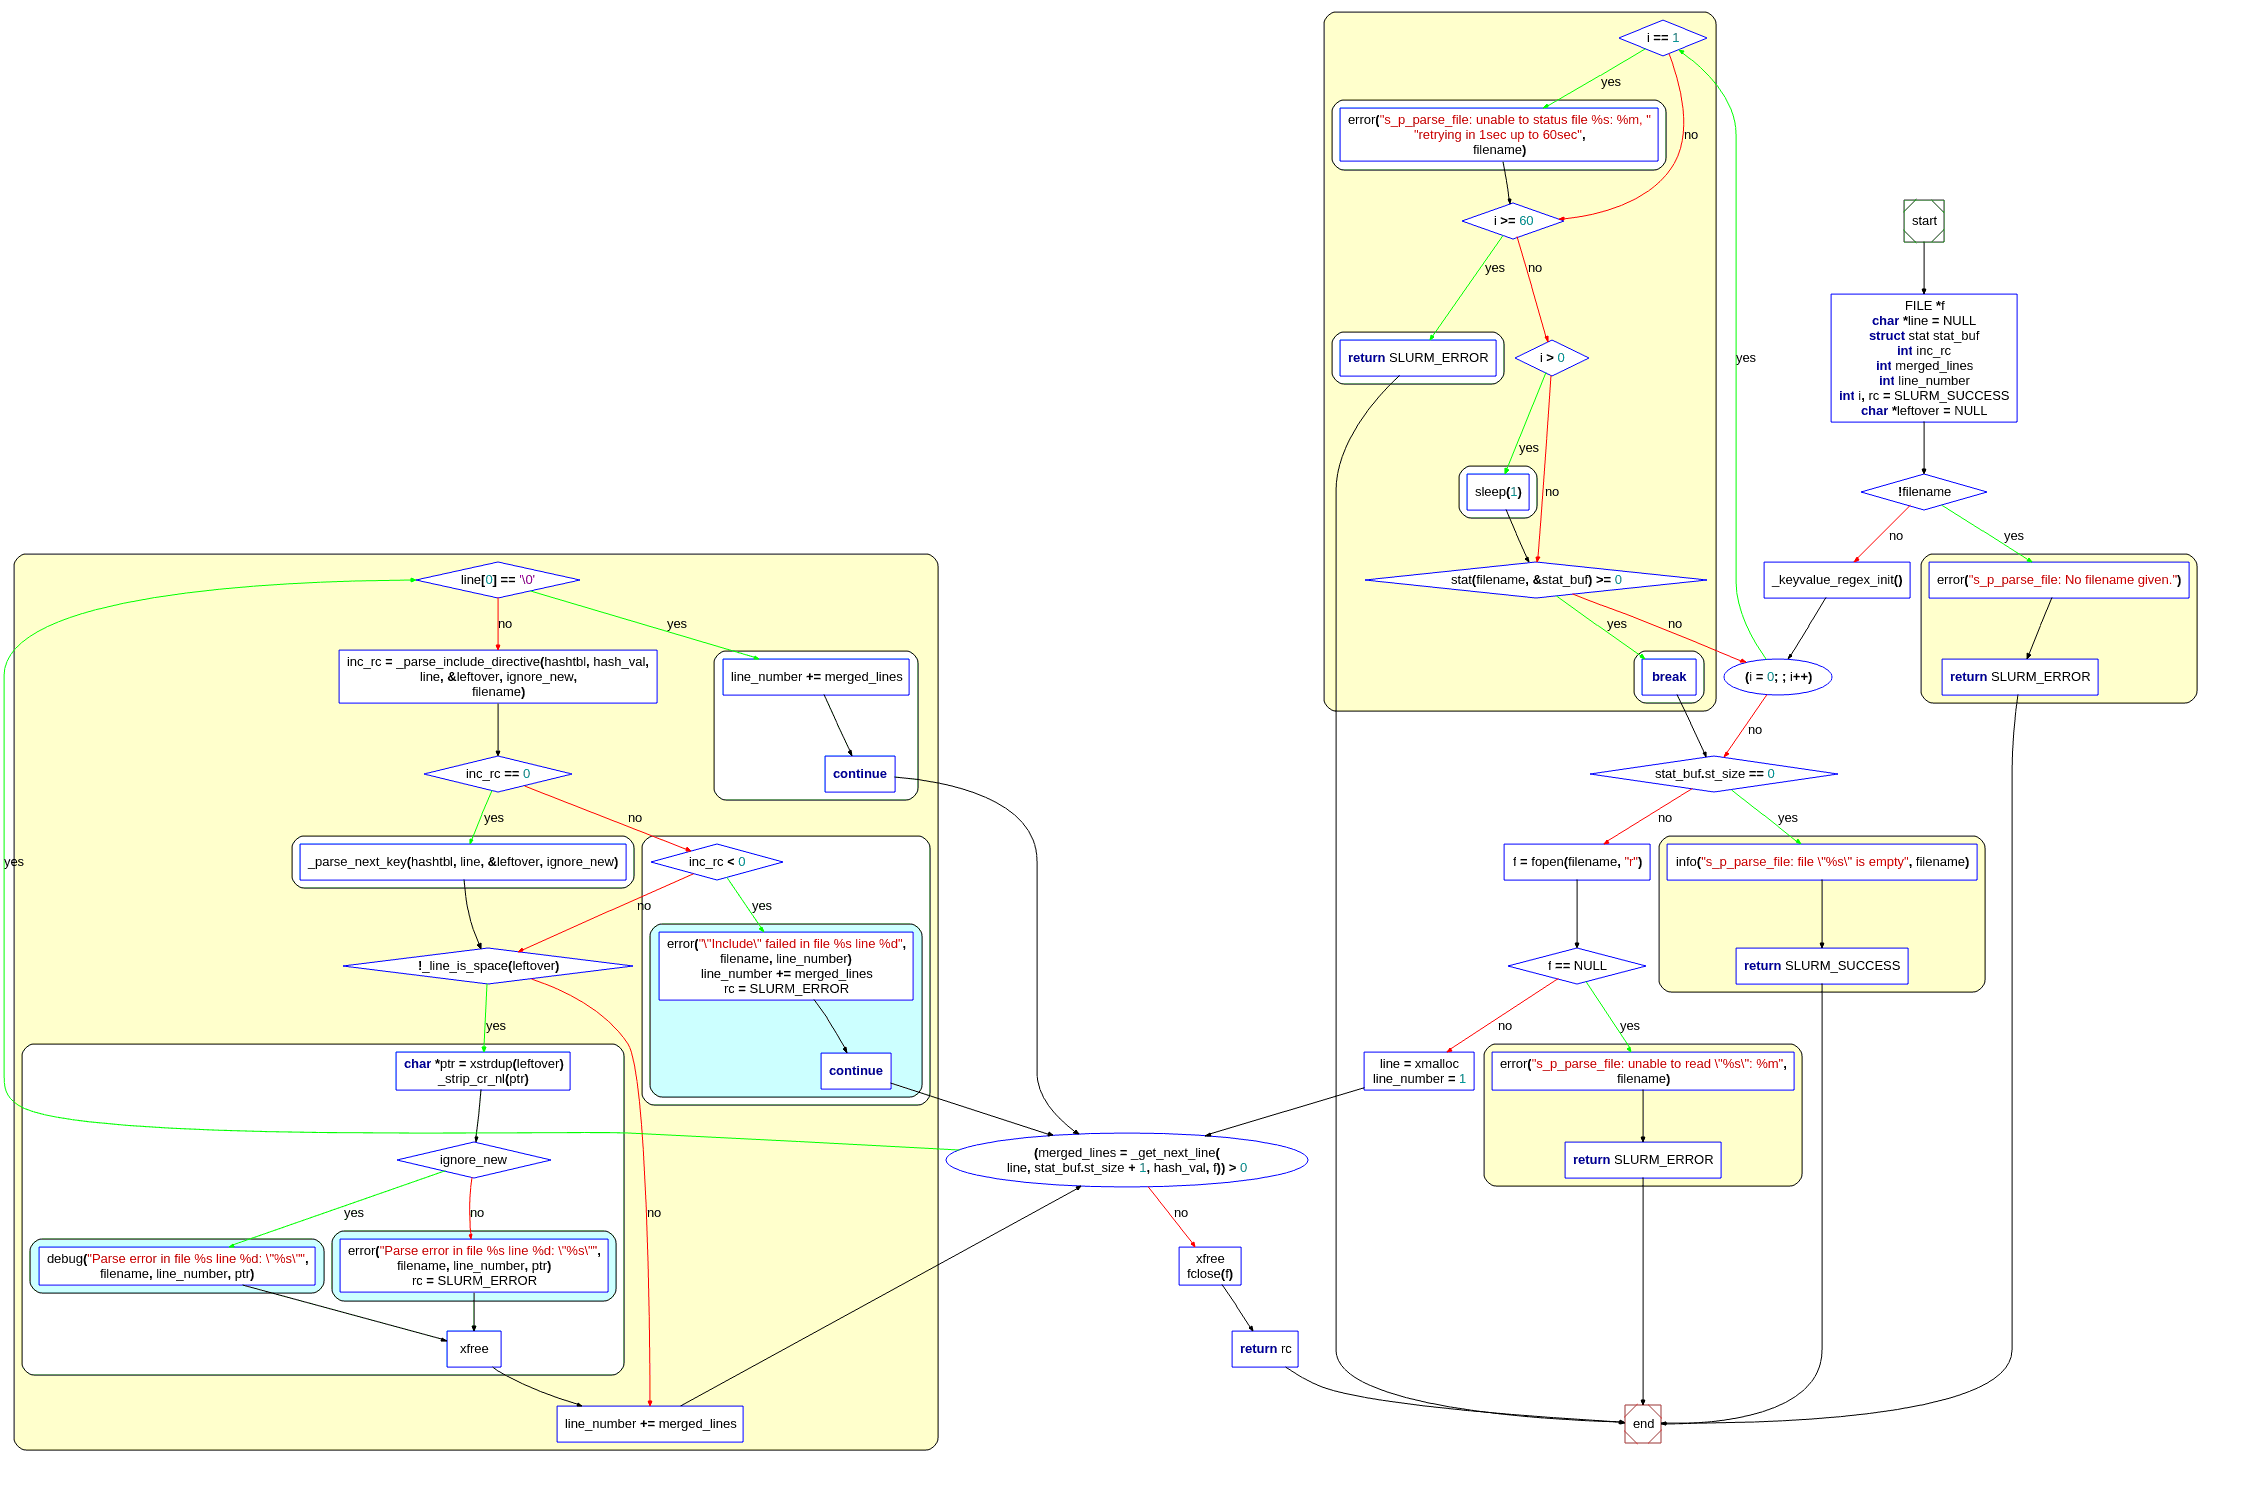 start
FILE *f
char *line = NULL
struct stat stat_buf
int inc_rc
int merged_lines
int line_number
int i, rc = SLURM_SUCCESS
char *leftover = NULL
!filename
no
yes
_keyvalue_regex_init()
error("s_p_parse_file: No filename given.")
return SLURM_ERROR
(i = 0; ; i++)
yes
no
i == 1
yes
no
error("s_p_parse_file: unable to status file %s: %m, "
"retrying in 1sec up to 60sec",
filename)
i >= 60
yes
no
return SLURM_ERROR
i > 0
yes
no
sleep(1)
stat(filename, &stat_buf) >= 0
yes
no
break
stat_buf.st_size == 0
no
yes
f = fopen(filename, "r")
info("s_p_parse_file: file \"%s\" is empty", filename)
return SLURM_SUCCESS
f == NULL
no
yes
line = xmalloc
line_number = 1
error("s_p_parse_file: unable to read \"%s\": %m",
filename)
return SLURM_ERROR
(merged_lines = _get_next_line(
line, stat_buf.st_size + 1, hash_val, f)) > 0
yes
no
line[0] == '\0'
no
yes
inc_rc = _parse_include_directive(hashtbl, hash_val,
line, &leftover, ignore_new,
filename)
line_number += merged_lines
continue
inc_rc == 0
yes
no
_parse_next_key(hashtbl, line, &leftover, ignore_new)
inc_rc < 0
no
yes
error("\"Include\" failed in file %s line %d",
filename, line_number)
line_number += merged_lines
rc = SLURM_ERROR
continue
!_line_is_space(leftover)
yes
no
char *ptr = xstrdup(leftover)
_strip_cr_nl(ptr)
ignore_new
yes
no
debug("Parse error in file %s line %d: \"%s\"",
filename, line_number, ptr)
error("Parse error in file %s line %d: \"%s\"",
filename, line_number, ptr)
rc = SLURM_ERROR
xfree
line_number += merged_lines
xfree
fclose(f)
return rc
end